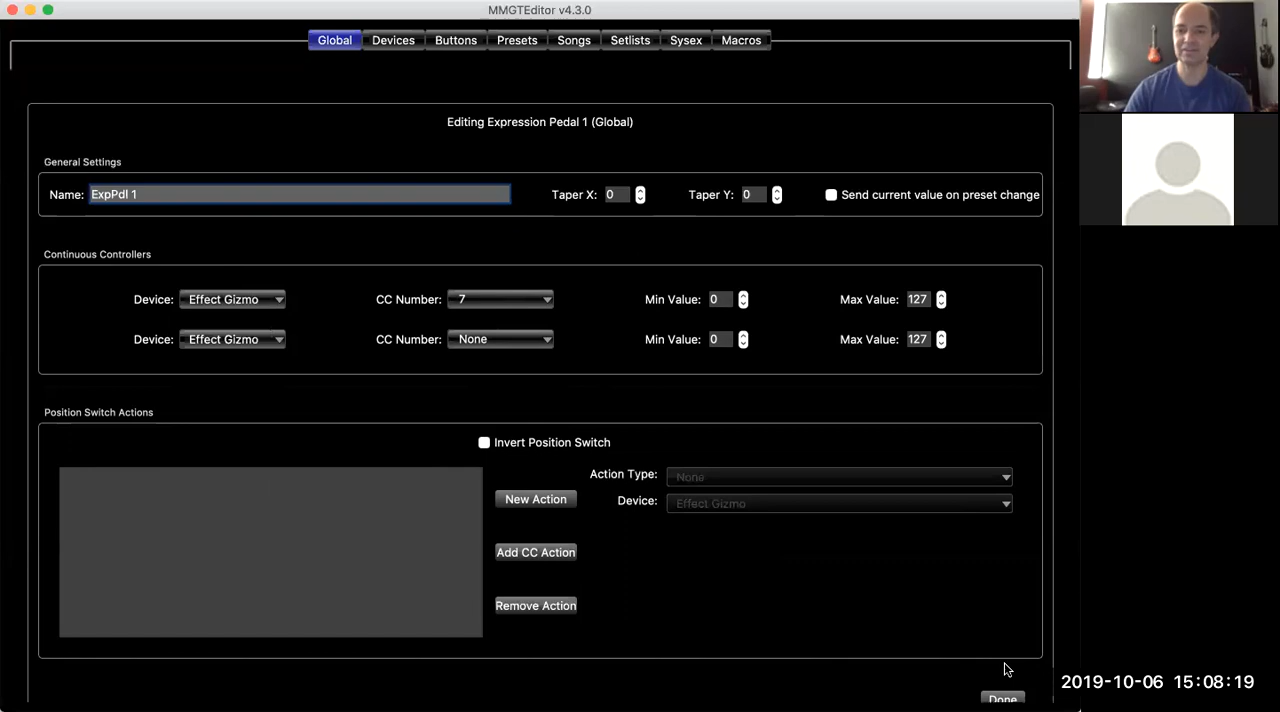 MMGTEditor v4.3.0
Global Devices Buttons Presets Songs Setlists Sysex Macros
Editing Expression Pedal 1 (Global)
General Settings
Name: ExpPdl 1 Taper X: 0 Taper Y: 0 Send current value on preset change
Continuous Controllers
Device: Effect Gizmo CC Number: 7 Min Value: 0 Max Value: 127
Device: Effect Gizmo CC Number: None Min Value: 0 Max Value: 127
Position Switch Actions
Invert Position Switch
Action Type: None
New Action Device: Effect Gizmo
Add CC Action
Remove Action
Done
2019-10-06 15:08:19